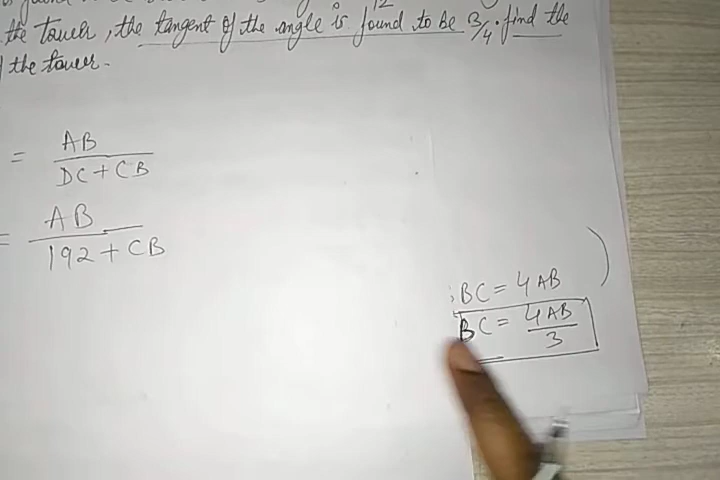 12
the tower, the tangent of the angle is found to be 3/4. find the
the tower.
= AB / DC + CB
= AB / 192 + CB
BC = 4AB
BC = 4AB / 3